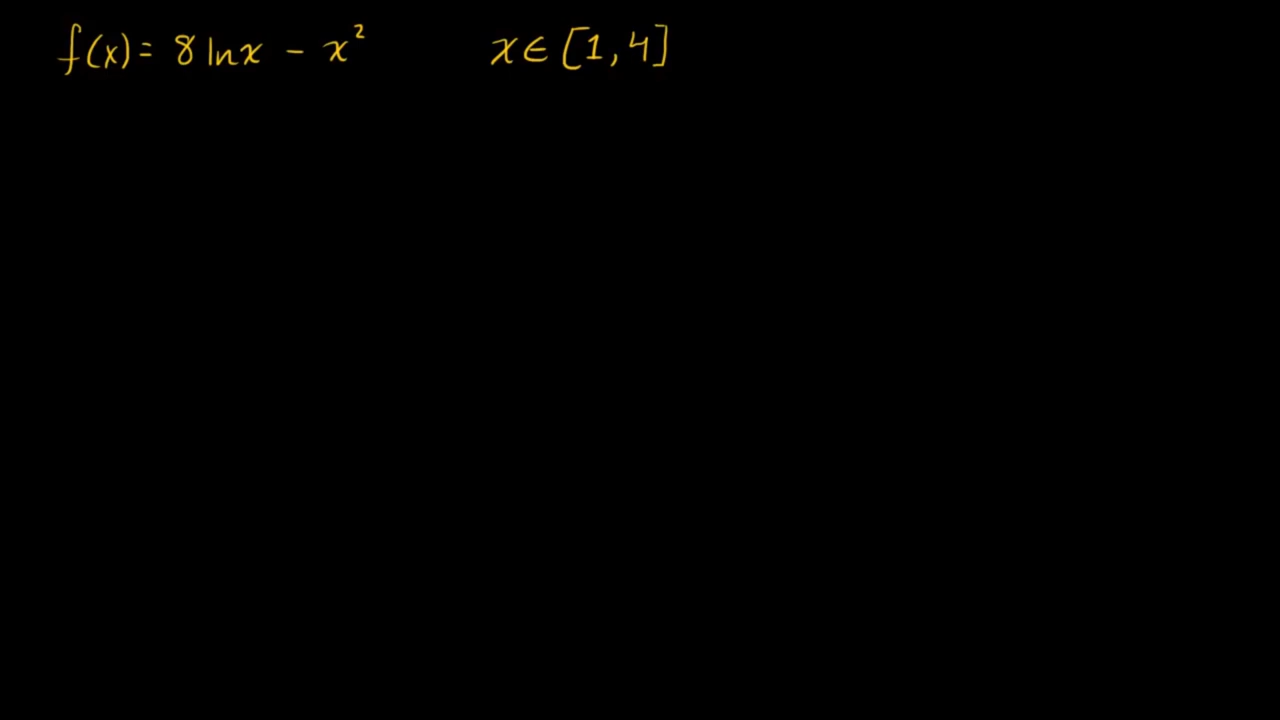 f(x) = 8 ln x - x² x ∈ [1, 4]